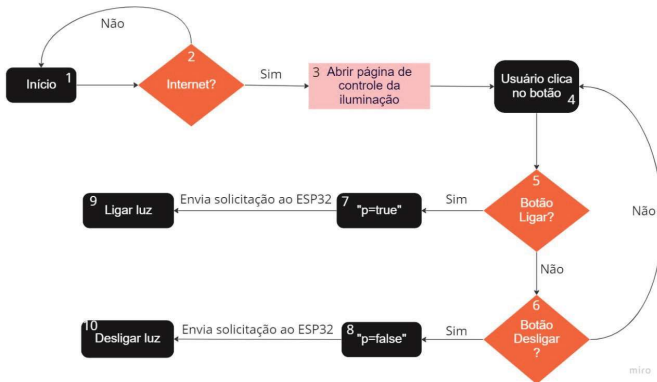 Não
1
Início
2
Internet?
Sim
3 Abrir página de
controle da
iluminação
Usuário clica
no botão
4
9
Ligar luz
Envia solicitação ao ESP32
7
"p=true"
Sim
5
Botão
Ligar?
Não
Não
10
Desligar luz
Envia solicitação ao ESP32
8
"p=false"
Sim
6
Botão
Desligar
?
miro